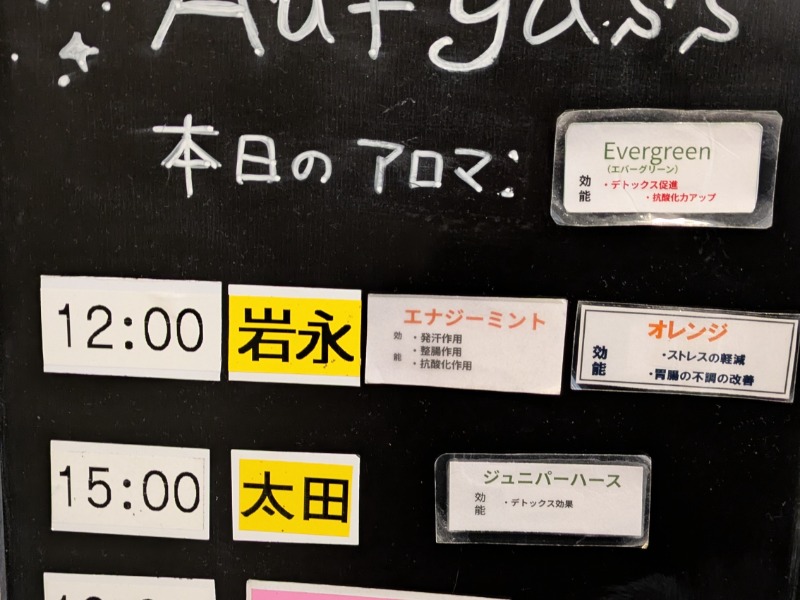 Aufguss
本日のアロマ:
Evergreen
(エバーグリーン)
効能
・デトックス促進
・抗酸化力アップ
12:00
岩永
エナジーミント
効能
・発汗作用
・整腸作用
・抗酸化作用
オレンジ
効能
・ストレスの軽減
・胃腸の不調の改善
15:00
太田
ジュニパーハース
効能
・デトックス効果